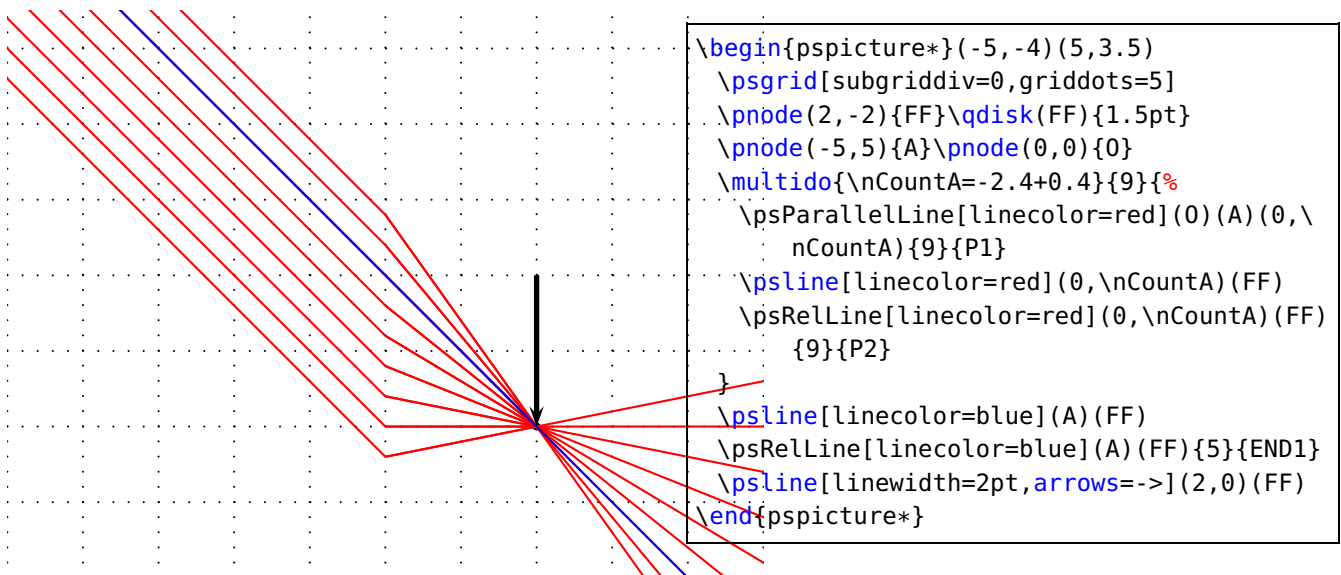 \begin{pspicture*}(-5,-4)(5,3.5)
\psgrid[subgriddiv=0,griddots=5]
\pnode(2,-2){FF}\qdisk(FF){1.5pt}
\pnode(-5,5){A}\pnode(0,0){O}
\multido{\nCountA=-2.4+0.4}{9}{%
\psParallelLine[linecolor=red](O)(A)(0,\
nCountA){9}{P1}
\psline[linecolor=red](0,\nCountA)(FF)
\psRelLine[linecolor=red](0,\nCountA)(FF)
{9}{P2}
}
\psline[linecolor=blue](A)(FF)
\psRelLine[linecolor=blue](A)(FF){5}{END1}
\psline[linewidth=2pt,arrows=->](2,0)(FF)
\end{pspicture*}